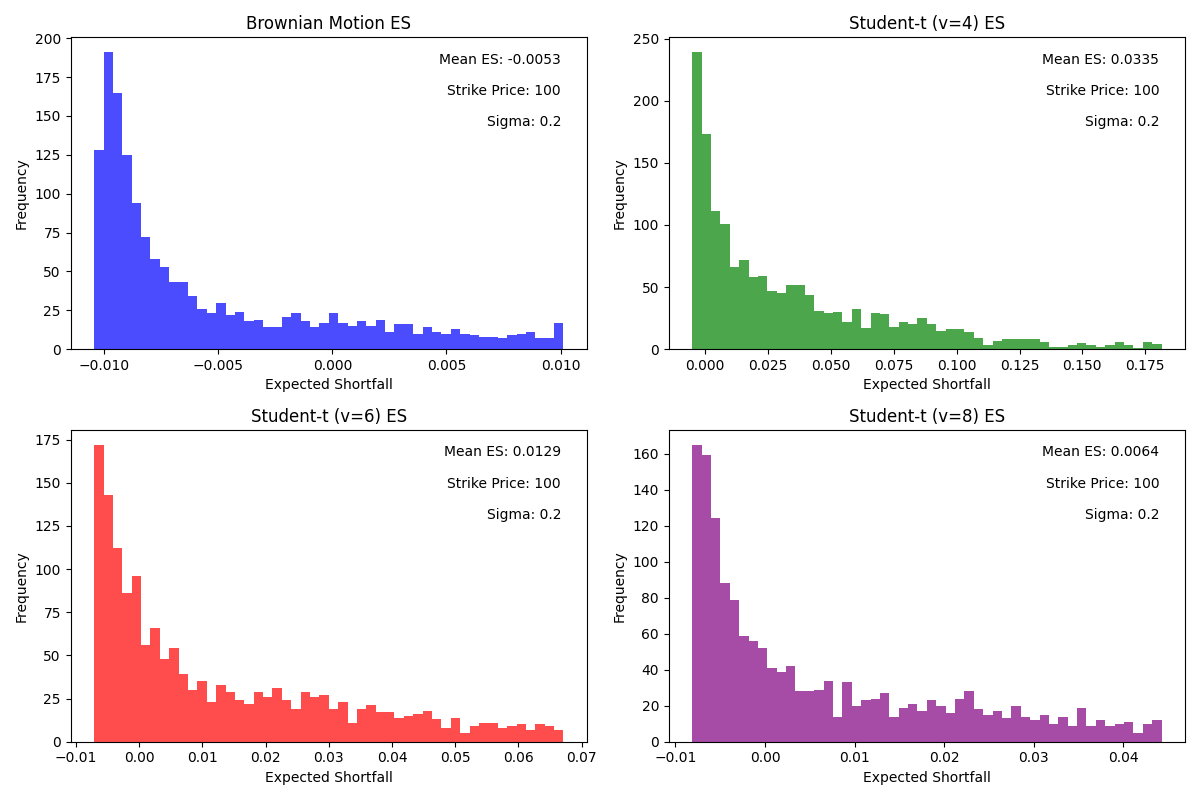 Brownian Motion ES
Mean ES: -0.0053
Strike Price: 100
Sigma: 0.2
Frequency
200
175
150
125
100
75
50
25
0
−0.010 −0.005 0.000 0.005 0.010
Expected Shortfall
Student-t (v=4) ES
Mean ES: 0.0335
Strike Price: 100
Sigma: 0.2
Frequency
250
200
150
100
50
0
0.000 0.025 0.050 0.075 0.100 0.125 0.150 0.175
Expected Shortfall
Student-t (v=6) ES
Mean ES: 0.0129
Strike Price: 100
Sigma: 0.2
Frequency
175
150
125
100
75
50
25
0
−0.01 0.00 0.01 0.02 0.03 0.04 0.05 0.06 0.07
Expected Shortfall
Student-t (v=8) ES
Mean ES: 0.0064
Strike Price: 100
Sigma: 0.2
Frequency
160
140
120
100
80
60
40
20
0
−0.01 0.00 0.01 0.02 0.03 0.04
Expected Shortfall